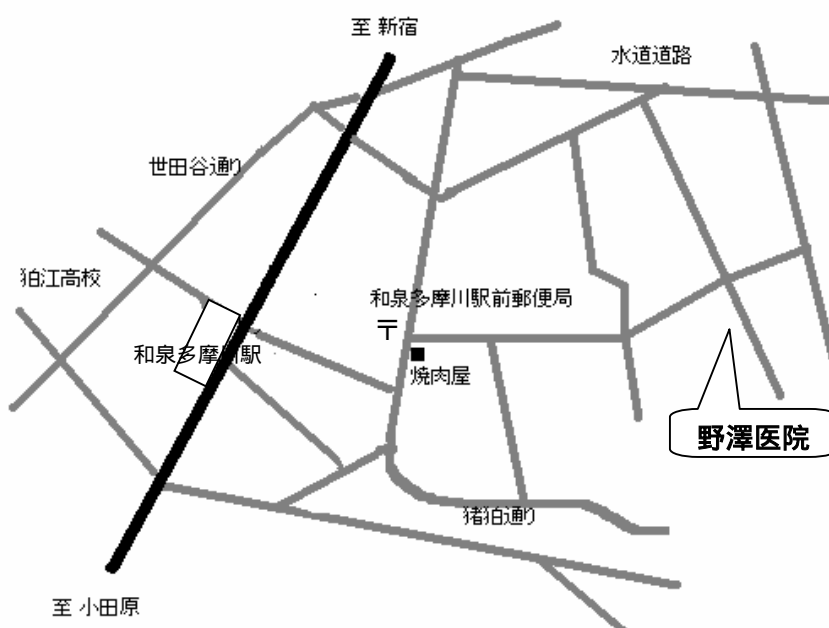 至 新宿
水道道路
世田谷通り
狛江高校
和泉多摩川駅前郵便局
〒
和泉多摩川駅
焼肉屋
野澤医院
猪狛通り
至 小田原